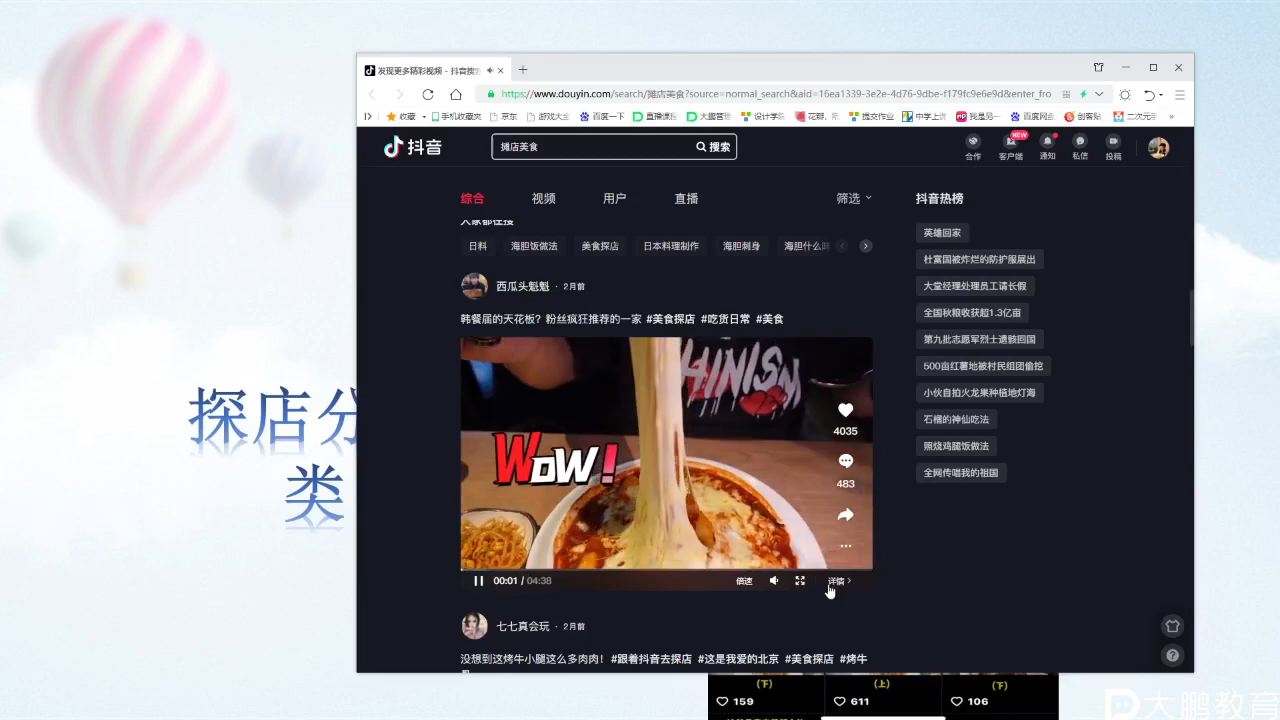 发现更多精彩视频 - 抖音搜
https://www.douyin.com/search/摊店美食?source=normal_search&aid=16ea1339-3e2e-4d76-9dbe-f179fc9e6e9d&enter_fro
收藏 手机收藏夹 京东 游戏大全 百度一下 直播课程 大鹏管理 设计学院 花瓣, 提交作业 中学上 我是另一 百度网盘 创客贴 二次元手 »
抖音
摊店美食
搜索
合作 客户端 NEW 通知 私信 投稿
综合 视频 用户 直播 筛选
大家都在搜
日料 海胆饭做法 美食探店 日本料理制作 海胆刺身 海胆什么味
西瓜头魁魁 · 2月前
韩餐届的天花板？粉丝疯狂推荐的一家 #美食探店 #吃货日常 #美食
HINISM
WOW!
4035
483
00:01 / 04:38
倍速
详情
七七真会玩 · 2月前
没想到这烤牛小腿这么多肉肉！ #跟着抖音去探店 #这是我爱的北京 #美食探店 #烤牛
抖音热榜
英雄回家
杜富国被炸烂的防护服展出
大堂经理处理员工请长假
全国秋粮收获超1.3亿亩
第九批志愿军烈士遗骸回国
500亩红薯地被村民组团偷挖
小伙自拍火龙果种植地灯海
石榴的神仙吃法
照烧鸡腿饭做法
全网传唱我的祖国
探店分
类
(下) (上) (下)
159 611 106
大鹏教育